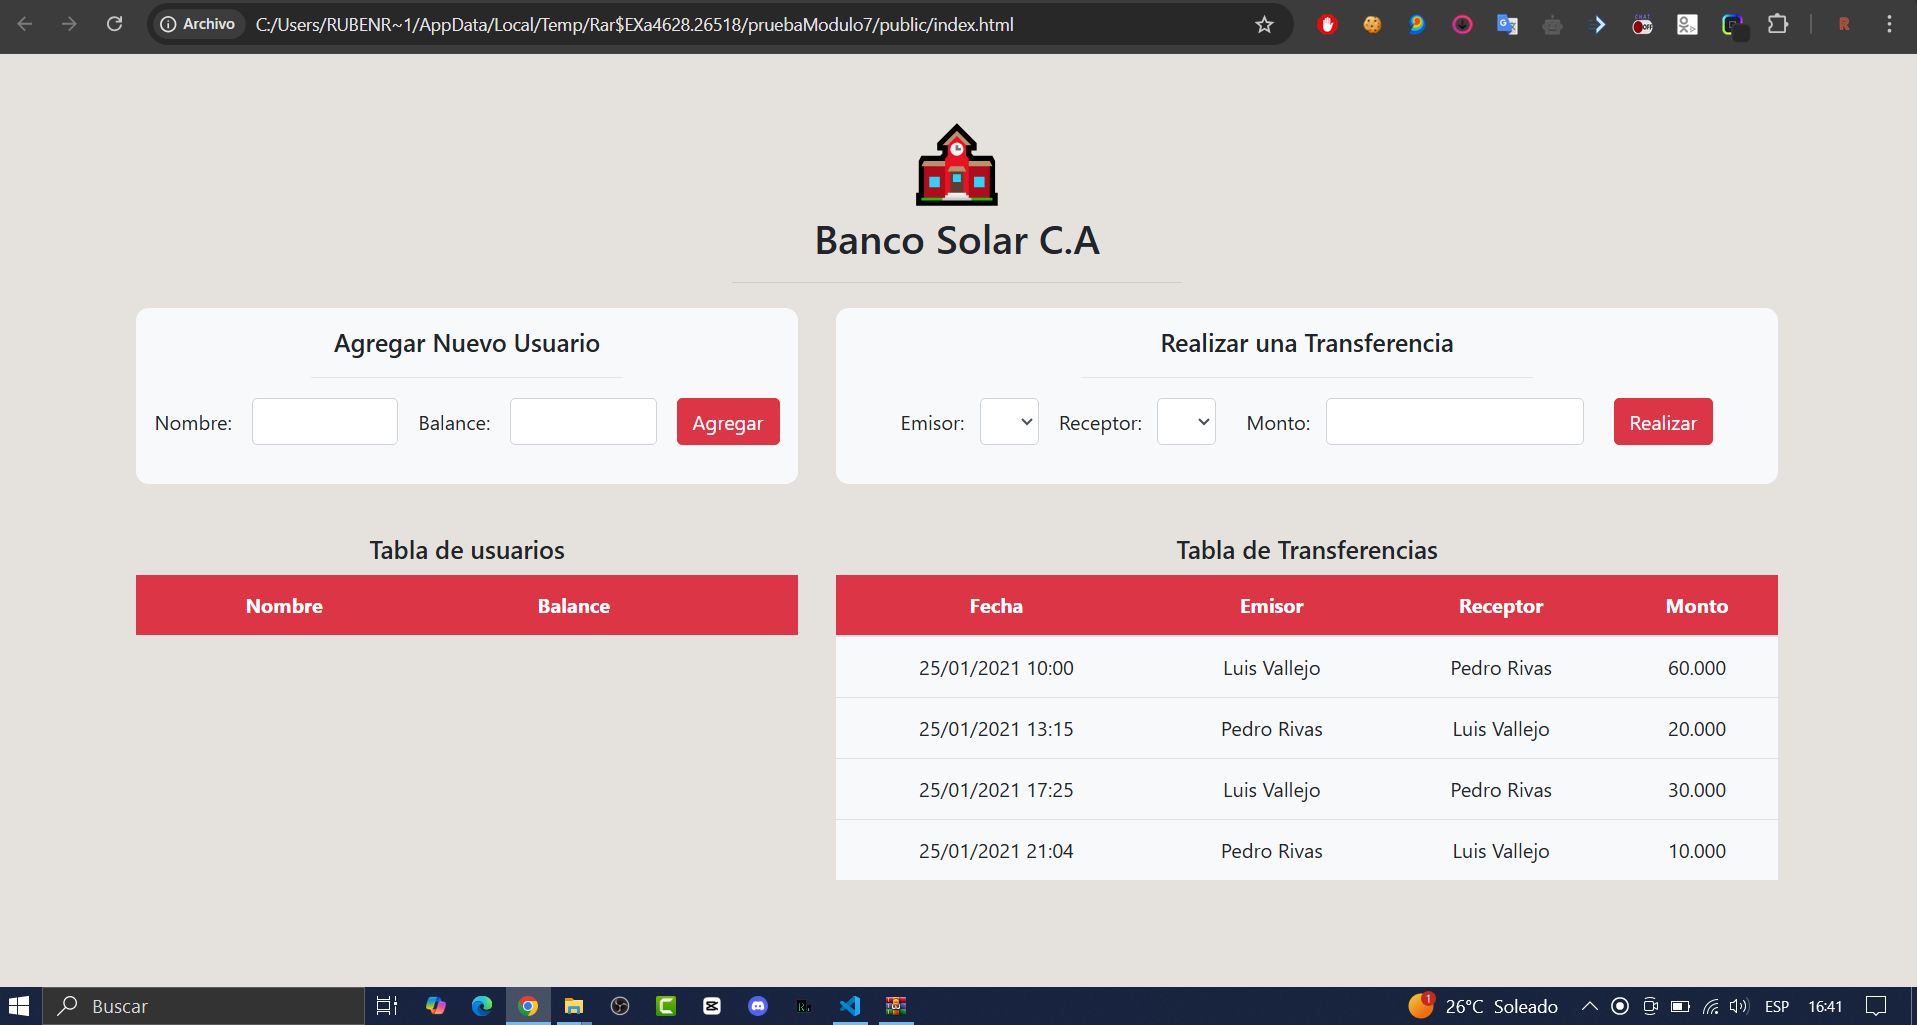 Archivo
C:/Users/RUBENR~1/AppData/Local/Temp/Rar$EXa4628.26518/pruebaModulo7/public/index.html
Banco Solar C.A
Agregar Nuevo Usuario
Nombre:
Balance:
Agregar
Realizar una Transferencia
Emisor:
Receptor:
Monto:
Realizar
Tabla de usuarios
Nombre Balance
Tabla de Transferencias
Fecha Emisor Receptor Monto
25/01/2021 10:00 Luis Vallejo Pedro Rivas 60.000
25/01/2021 13:15 Pedro Rivas Luis Vallejo 20.000
25/01/2021 17:25 Luis Vallejo Pedro Rivas 30.000
25/01/2021 21:04 Pedro Rivas Luis Vallejo 10.000
Buscar
1
26°C Soleado
ESP
16:41